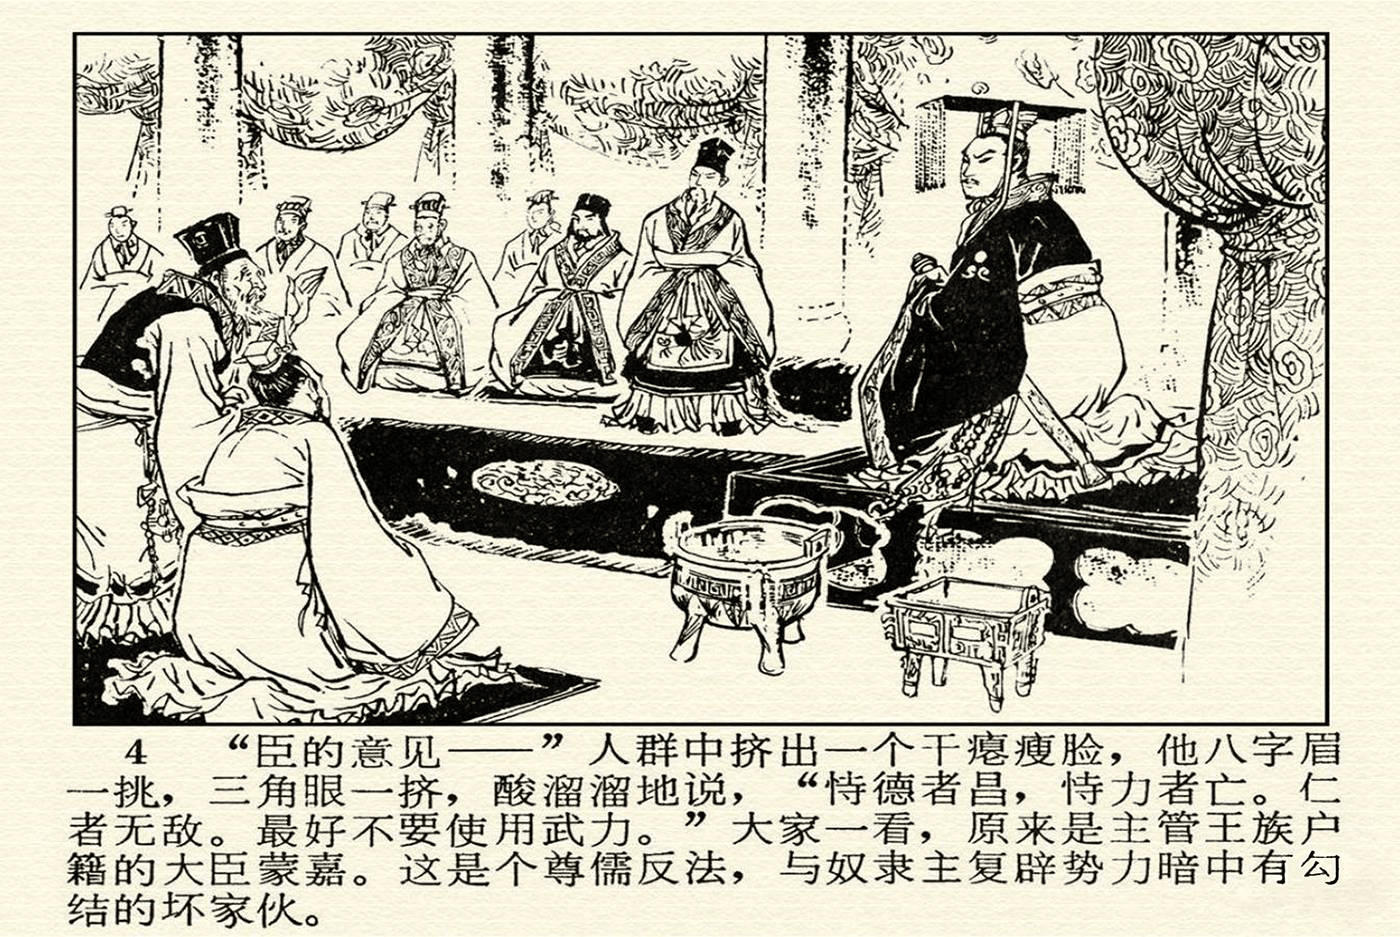 4 “臣的意见——”人群中挤出一个干瘪瘦脸，他八字眉
一挑，三角眼一挤，酸溜溜地说，“恃德者昌，恃力者亡。仁
者无敌。最好不要使用武力。”大家一看，原来是主管王族户
籍的大臣蒙嘉。这是个尊儒反法，与奴隶主复辟势力暗中有勾
结的坏家伙。